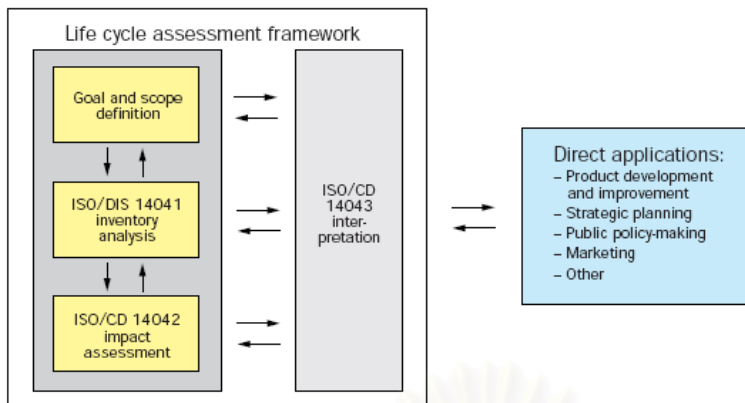 Life cycle assessment framework
Goal and scope
definition
ISO/DIS 14041
inventory
analysis
ISO/CD 14042
impact
assessment
ISO/CD
14043
inter-
pretation
Direct applications:
– Product development
and improvement
– Strategic planning
– Public policy-making
– Marketing
– Other